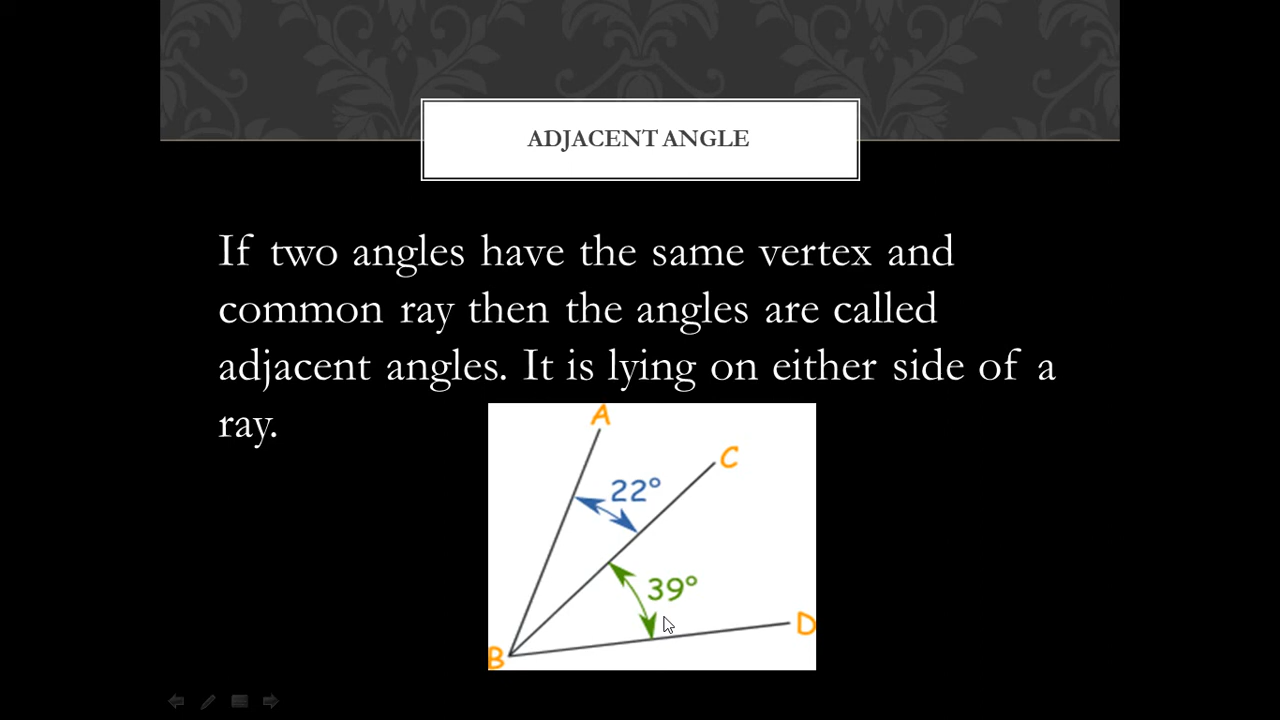 ADJACENT ANGLE
If two angles have the same vertex and
common ray then the angles are called
adjacent angles. It is lying on either side of a
ray.
A
C
22°
39°
D
B